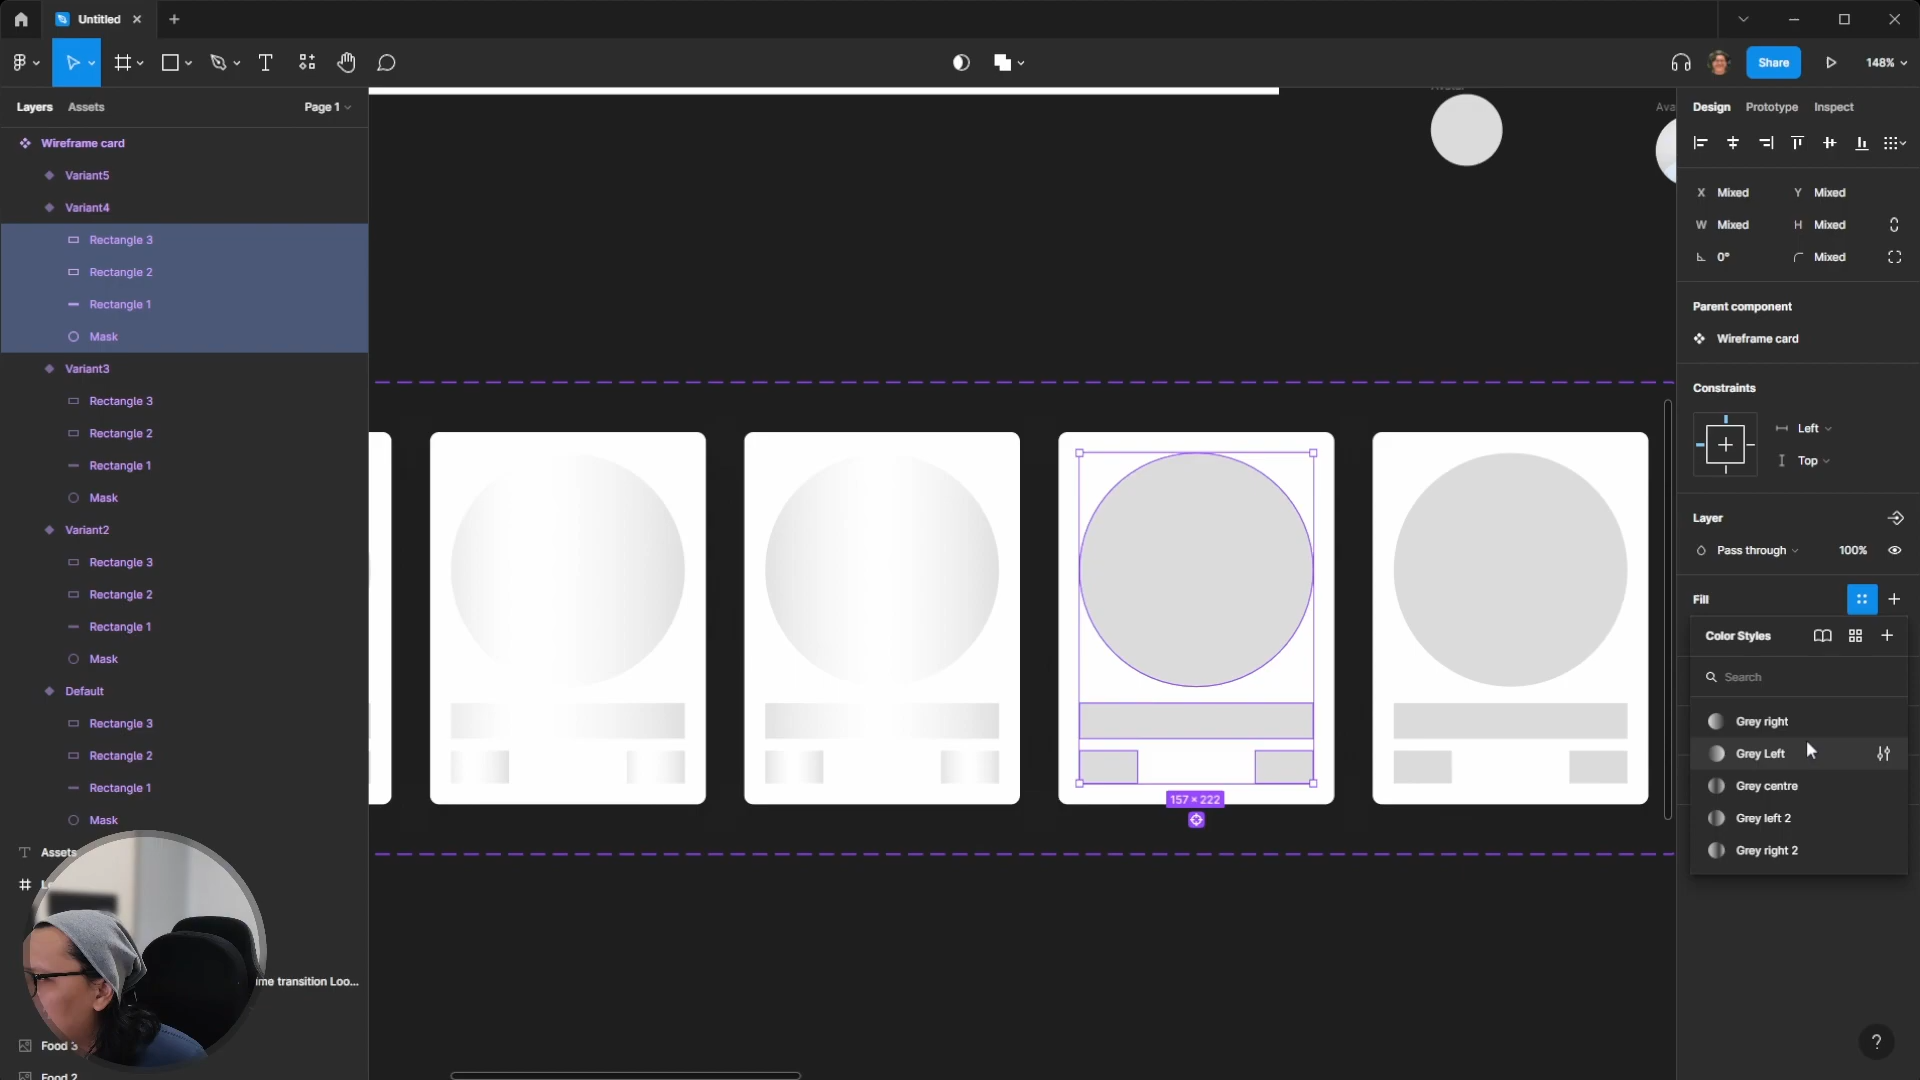 Untitled
Share
148%
Layers
Assets
Page 1
Wireframe card
Variant5
Variant4
Rectangle 3
Rectangle 2
Rectangle 1
Mask
Variant3
Rectangle 3
Rectangle 2
Rectangle 1
Mask
Variant2
Rectangle 3
Rectangle 2
Rectangle 1
Mask
Default
Rectangle 3
Rectangle 2
Rectangle 1
Mask
Assets
me transition Loo...
Food 3
Food 2
Ava
157 × 222
Design
Prototype
Inspect
X Mixed
Y Mixed
W Mixed
H Mixed
0°
Mixed
Parent component
Wireframe card
Constraints
Left
Top
Layer
Pass through
100%
Fill
Color Styles
Search
Grey right
Grey Left
Grey centre
Grey left 2
Grey right 2
?